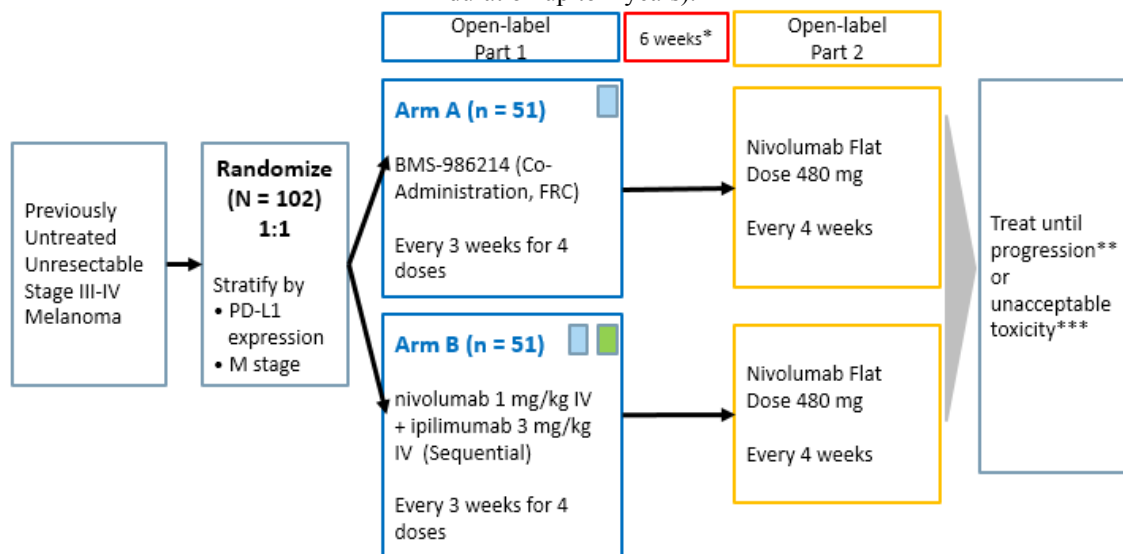 Open-label
Part 1
6 weeks*
Open-label
Part 2
Previously
Untreated
Unresectable
Stage III-IV
Melanoma
Randomize
(N = 102)
1:1
Stratify by
• PD-L1
expression
• M stage
Arm A (n = 51)
BMS-986214 (Co-
Administration, FRC)
Every 3 weeks for 4
doses
Arm B (n = 51)
nivolumab 1 mg/kg IV
+ ipilimumab 3 mg/kg
IV (Sequential)
Every 3 weeks for 4
doses
Nivolumab Flat
Dose 480 mg
Every 4 weeks
Nivolumab Flat
Dose 480 mg
Every 4 weeks
Treat until
progression**
or
unacceptable
toxicity***